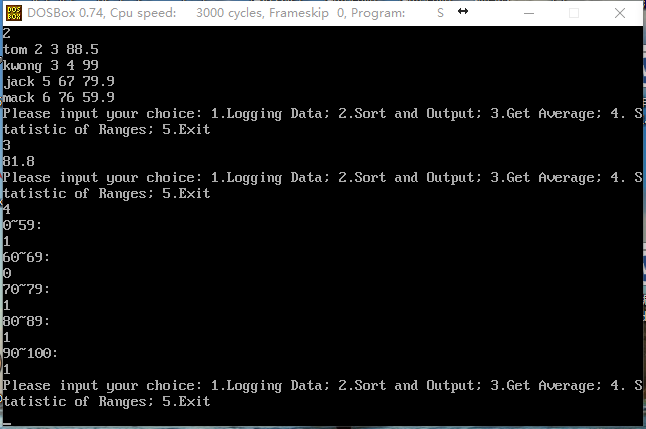 DOSBox 0.74, Cpu speed: 3000 cycles, Frameskip 0, Program: S
2
tom 2 3 88.5
kwong 3 4 99
jack 5 67 79.9
mack 6 76 59.9
Please input your choice: 1.Logging Data; 2.Sort and Output; 3.Get Average; 4. S
tatistic of Ranges; 5.Exit
3
81.8
Please input your choice: 1.Logging Data; 2.Sort and Output; 3.Get Average; 4. S
tatistic of Ranges; 5.Exit
4
0~59:
1
60~69:
0
70~79:
1
80~89:
1
90~100:
1
Please input your choice: 1.Logging Data; 2.Sort and Output; 3.Get Average; 4. S
tatistic of Ranges; 5.Exit